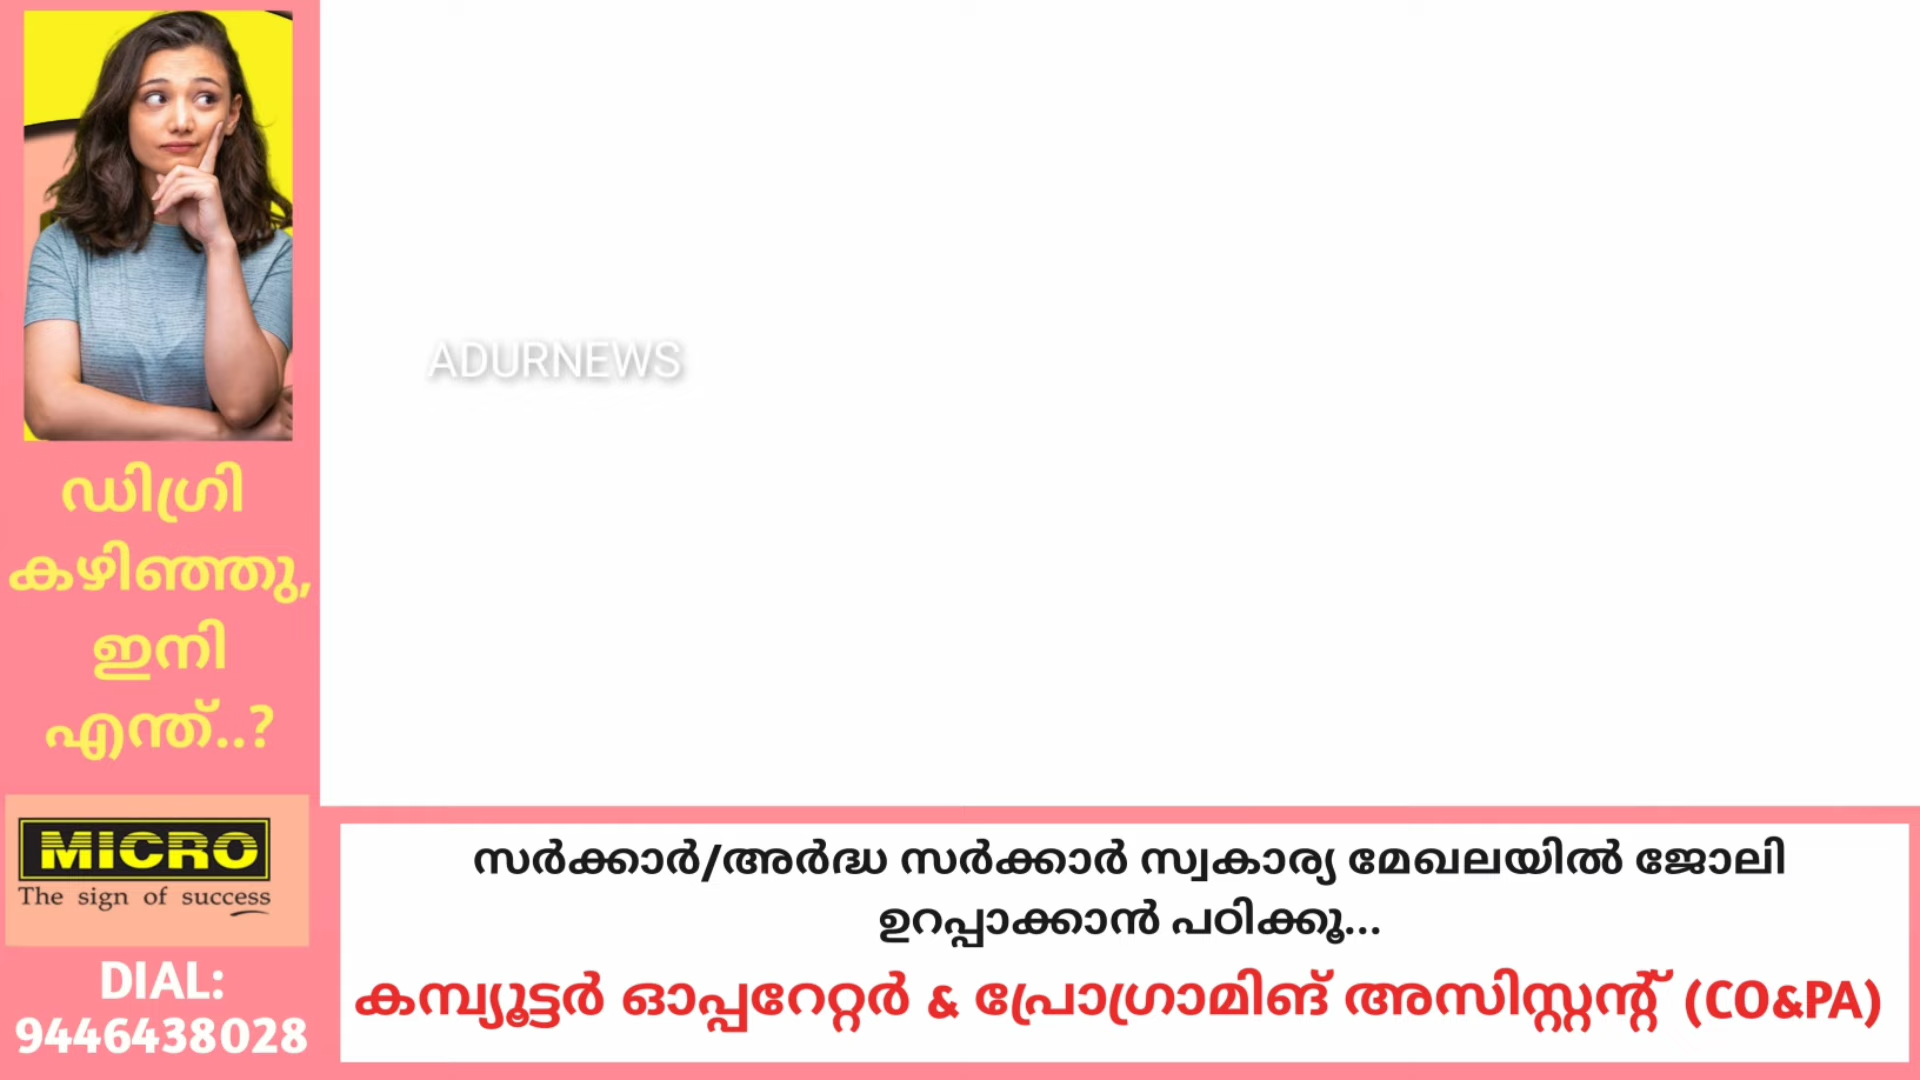 ADURNEWS
ഡിഗ്രി
കഴിഞ്ഞു,
ഇനി
എന്ത്..?
MICRO
The sign of success
DIAL:
9446438028
സർക്കാർ/അർദ്ധ സർക്കാർ സ്വകാര്യ മേഖലയിൽ ജോലി
ഉറപ്പാക്കാൻ പഠിക്കൂ...
കമ്പ്യൂട്ടർ ഓപ്പറേറ്റർ & പ്രോഗ്രാമിങ് അസിസ്റ്റന്റ് (CO&PA)